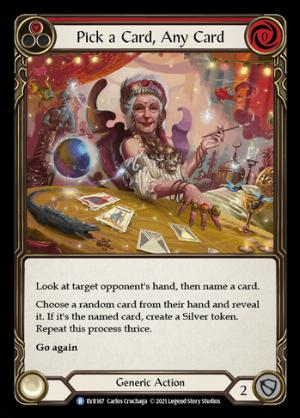 0
Pick a Card, Any Card
Look at target opponent's hand, then name a card.
Choose a random card from their hand and reveal
it. If it's the named card, create a Silver token.
Repeat this process thrice.
Go again
Generic Action
2
R EVR167 Carlos Cruchaga © 2021 Legend Story Studios